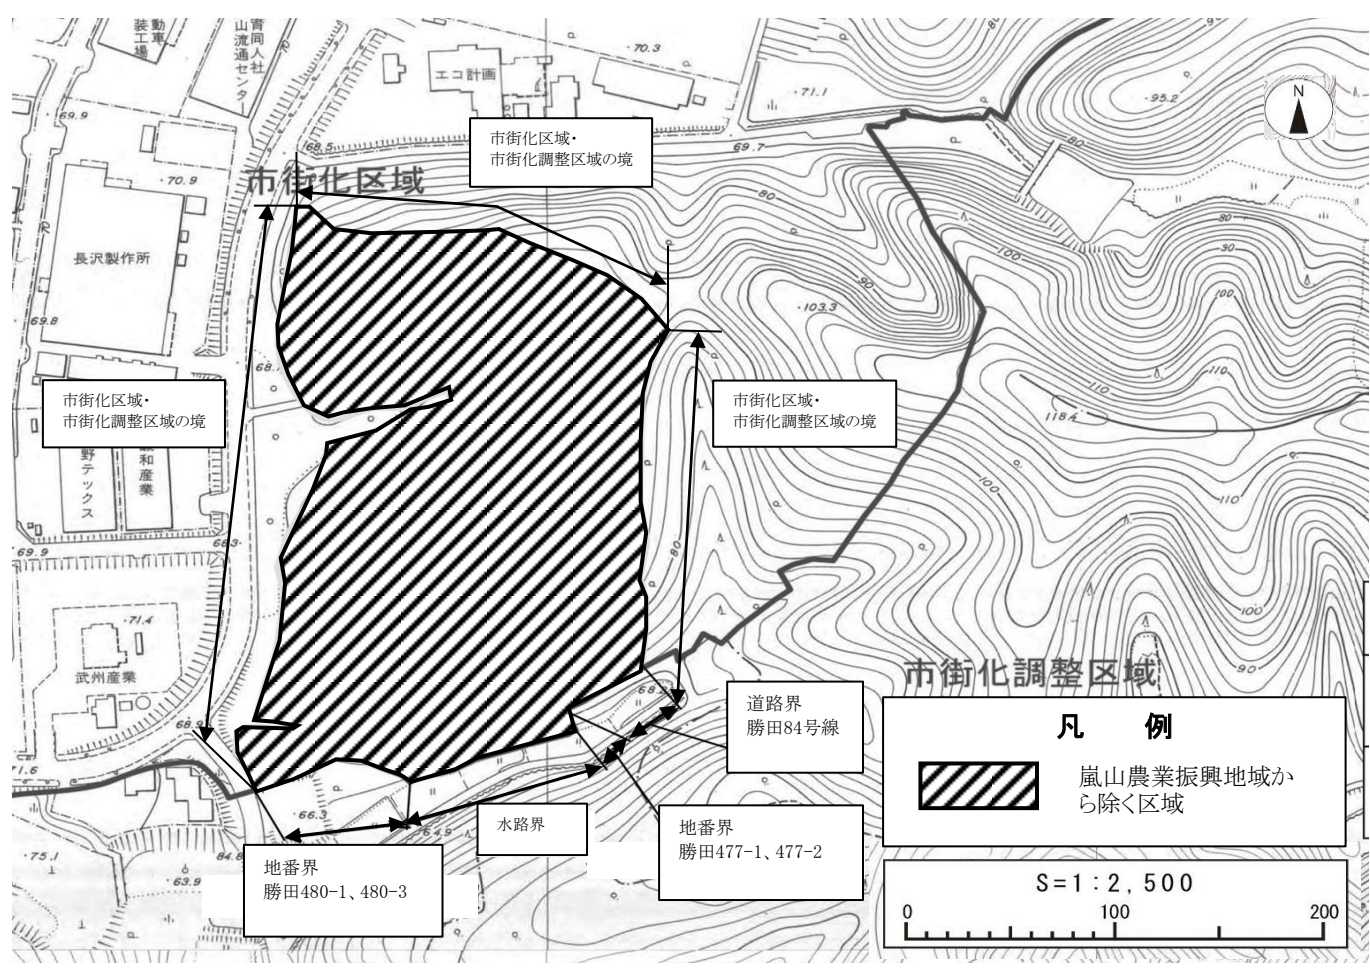 動車
装工場
山流通センター
エコ計画
70.3
71.1
95.2
N
69.9
68.5
69.7
80
80
市街化区域・
市街化調整区域の境
70.9
市街化区域
80
長沢製作所
70
69.8
90
103.3
100
90
100
110
110
118.4
市街化区域・
市街化調整区域の境
市街化区域・
市街化調整区域の境
野テックス
和産業
100
110
69.9
68.3
80
100
71.4
武州産業
90
市街化調整区域
68.9
71.6
道路界
勝田84号線
凡 例
嵐山農業振興地域か
ら除く区域
66.3
64.9
水路界
地番界
勝田477-1、477-2
75.1
84.8
63.9
地番界
勝田480-1、480-3
S=1:2,500
0
100
200